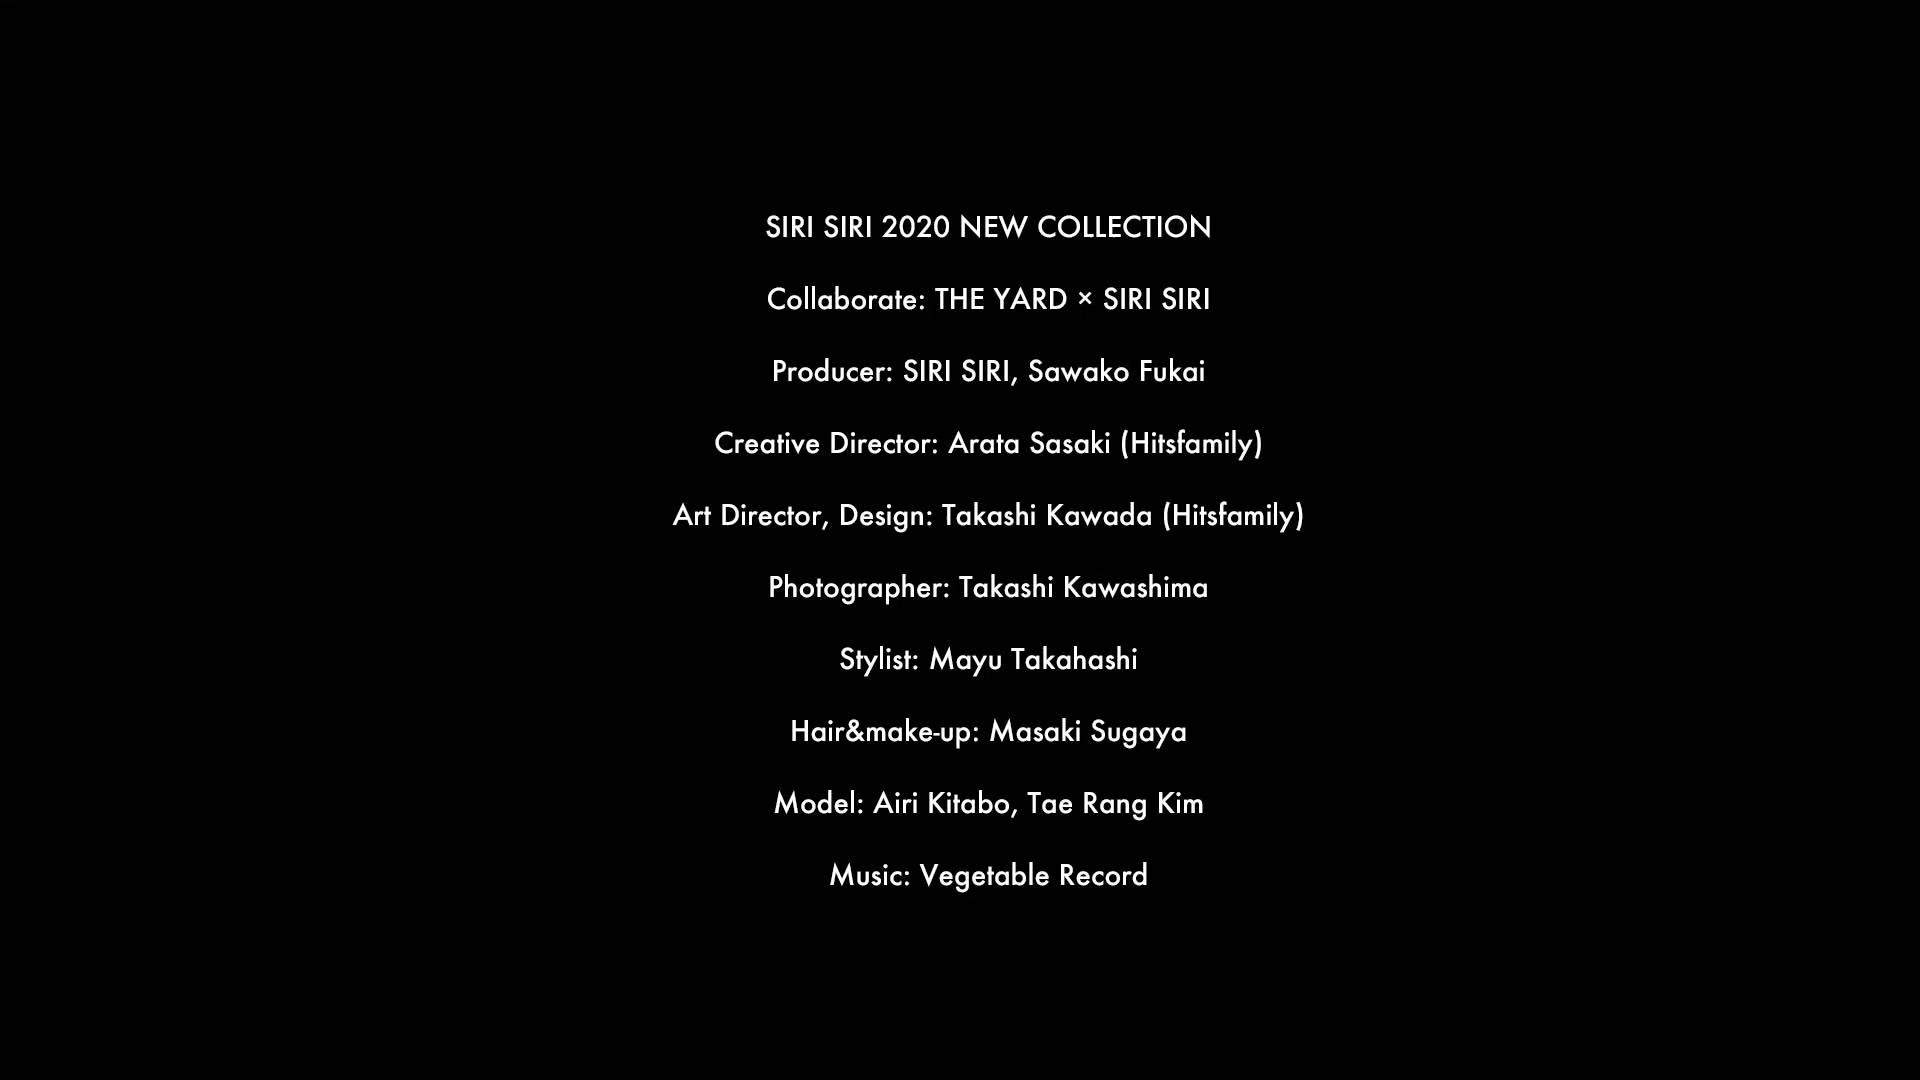 SIRI SIRI 2020 NEW COLLECTION
Collaborate: THE YARD × SIRI SIRI
Producer: SIRI SIRI, Sawako Fukai
Creative Director: Arata Sasaki (Hitsfamily)
Art Director, Design: Takashi Kawada (Hitsfamily)
Photographer: Takashi Kawashima
Stylist: Mayu Takahashi
Hair&make-up: Masaki Sugaya
Model: Airi Kitabo, Tae Rang Kim
Music: Vegetable Record